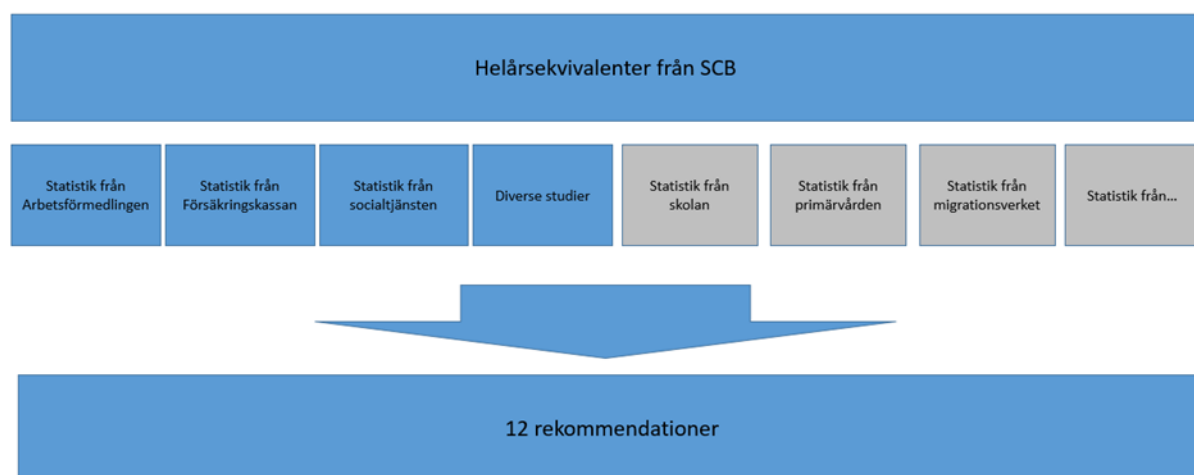 Helårsekvivalenter från SCB
Statistik från
Arbetsförmedlingen
Statistik från
Försäkringskassan
Statistik från
socialtjänsten
Diverse studier
Statistik från
skolan
Statistik från
primärvården
Statistik från
migrationsverket
Statistik från...
12 rekommendationer